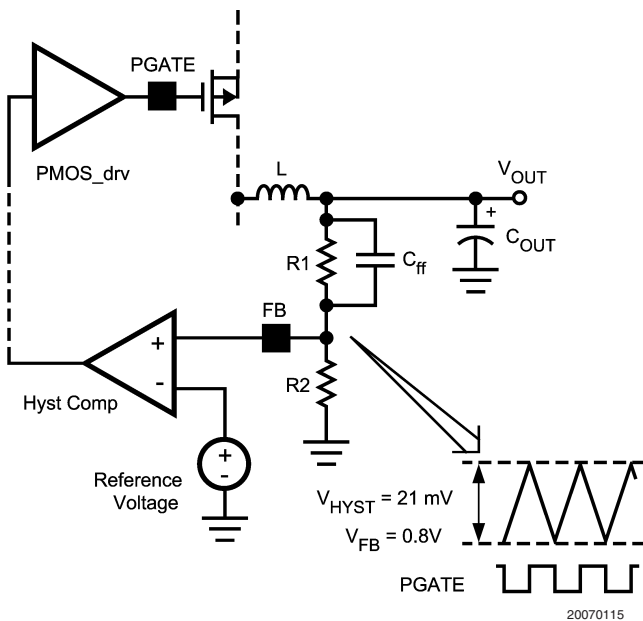 PGATE
PMOS_drv
L
VOUT
+
COUT
R1
Cff
FB
+
-
Hyst Comp
R2
+
-
Reference
Voltage
VHYST = 21 mV
VFB = 0.8V
PGATE
20070115